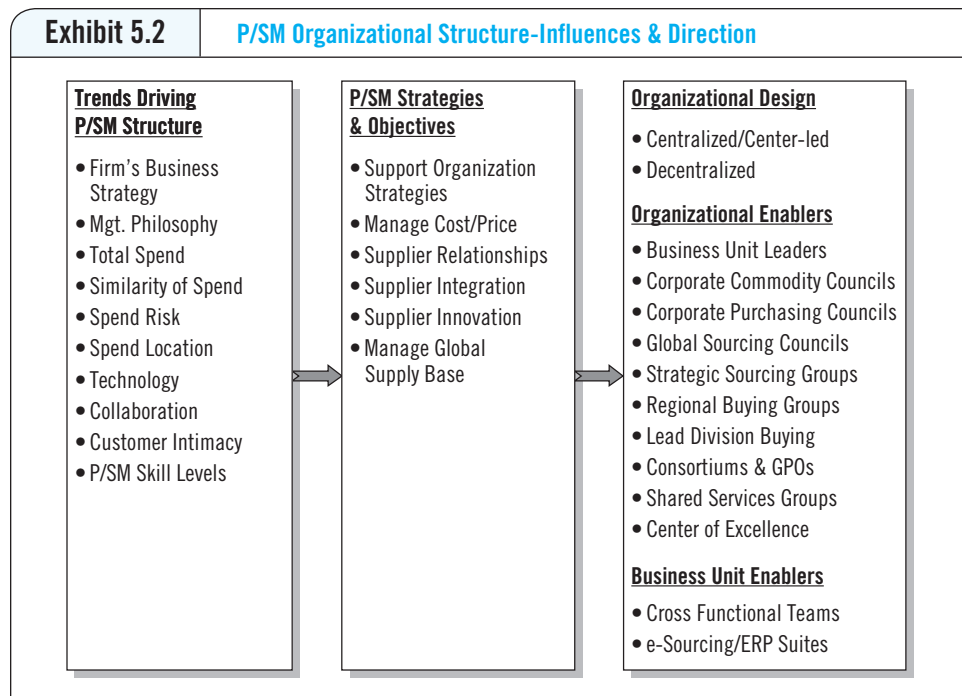 Exhibit 5.2
P/SM Organizational Structure-Influences & Direction
Trends Driving
P/SM Structure
• Firm's Business
Strategy
• Mgt. Philosophy
• Total Spend
• Similarity of Spend
• Spend Risk
• Spend Location
• Technology
• Collaboration
• Customer Intimacy
• P/SM Skill Levels
P/SM Strategies
& Objectives
• Support Organization
Strategies
• Manage Cost/Price
• Supplier Relationships
• Supplier Integration
• Supplier Innovation
• Manage Global
Supply Base
Organizational Design
• Centralized/Center-led
• Decentralized
Organizational Enablers
• Business Unit Leaders
• Corporate Commodity Councils
• Corporate Purchasing Councils
• Global Sourcing Councils
• Strategic Sourcing Groups
• Regional Buying Groups
• Lead Division Buying
• Consortiums & GPOs
• Shared Services Groups
• Center of Excellence
Business Unit Enablers
• Cross Functional Teams
• e-Sourcing/ERP Suites